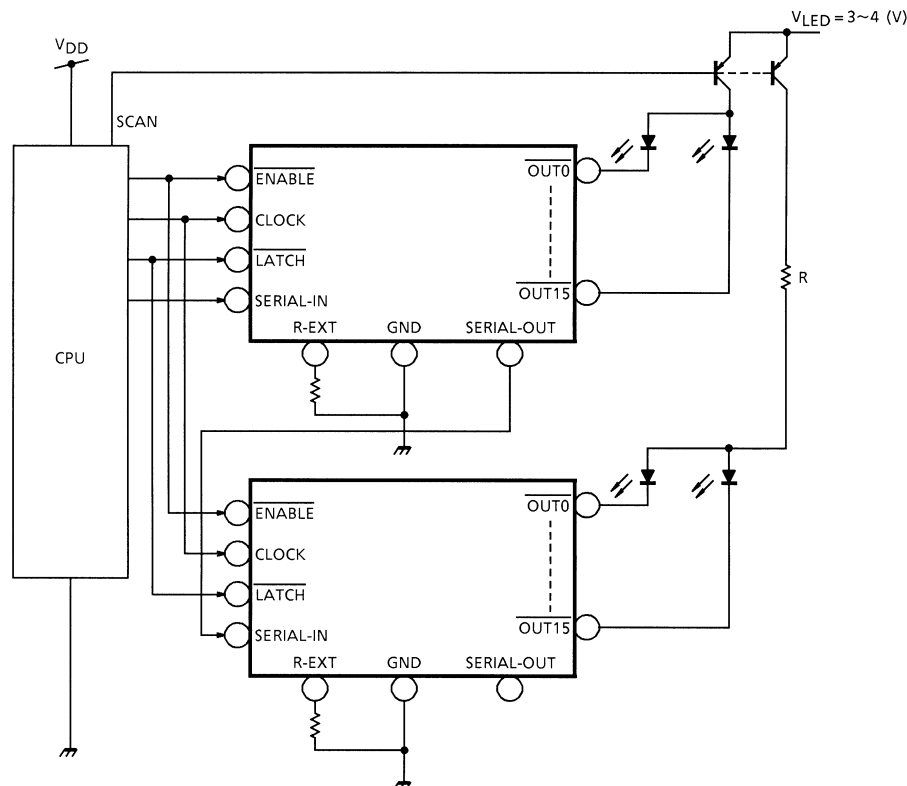 V_LED = 3~4 (V)
V_DD
SCAN
CPU
ENABLE
CLOCK
LATCH
SERIAL-IN
R-EXT
GND
SERIAL-OUT
OUT0
OUT15
R
ENABLE
CLOCK
LATCH
SERIAL-IN
R-EXT
GND
SERIAL-OUT
OUT0
OUT15